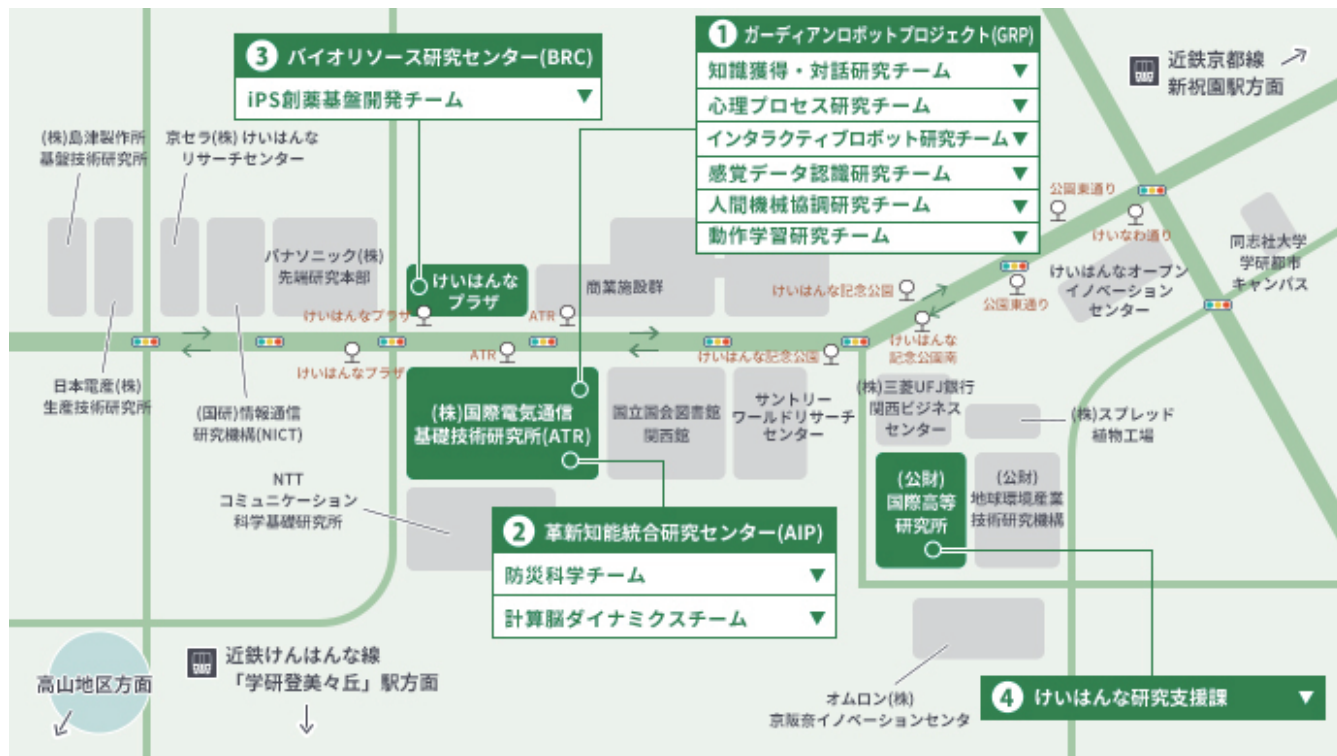 ① ガーディアンロボットプロジェクト(GRP)
知識獲得・対話研究チーム ▼
心理プロセス研究チーム ▼
インタラクティブロボット研究チーム ▼
感覚データ認識研究チーム ▼
人間機械協調研究チーム ▼
動作学習研究チーム ▼
③ バイオリソース研究センター(BRC)
iPS創薬基盤開発チーム ▼
近鉄京都線
新祝園駅方面
(株)島津製作所
基盤技術研究所
京セラ(株) けいはんな
リサーチセンター
パナソニック(株)
先端研究本部
けいはんな
プラザ
商業施設群
公園東通り
けいなわ通り
同志社大学
学研都市
キャンパス
けいはんなオープン
イノベーション
センター
けいはんな記念公園
公園東通り
けいはんなプラザ
ATR
けいはんなプラザ
ATR
けいはんな記念公園
けいはんな
記念公園南
日本電産(株)
生産技術研究所
(国研)情報通信
研究機構(NICT)
(株)国際電気通信
基礎技術研究所(ATR)
国立国会図書館
関西館
サントリー
ワールドリサーチ
センター
(株)三菱UFJ銀行
関西ビジネス
センター
(株)スプレッド
植物工場
NTT
コミュニケーション
科学基礎研究所
(公財)
国際高等
研究所
(公財)
地球環境産業
技術研究機構
② 革新知能統合研究センター(AIP)
防災科学チーム ▼
計算脳ダイナミクスチーム ▼
高山地区方面
近鉄けんはんな線
「学研登美々丘」駅方面
オムロン(株)
京阪奈イノベーションセンタ
④ けいはんな研究支援課 ▼